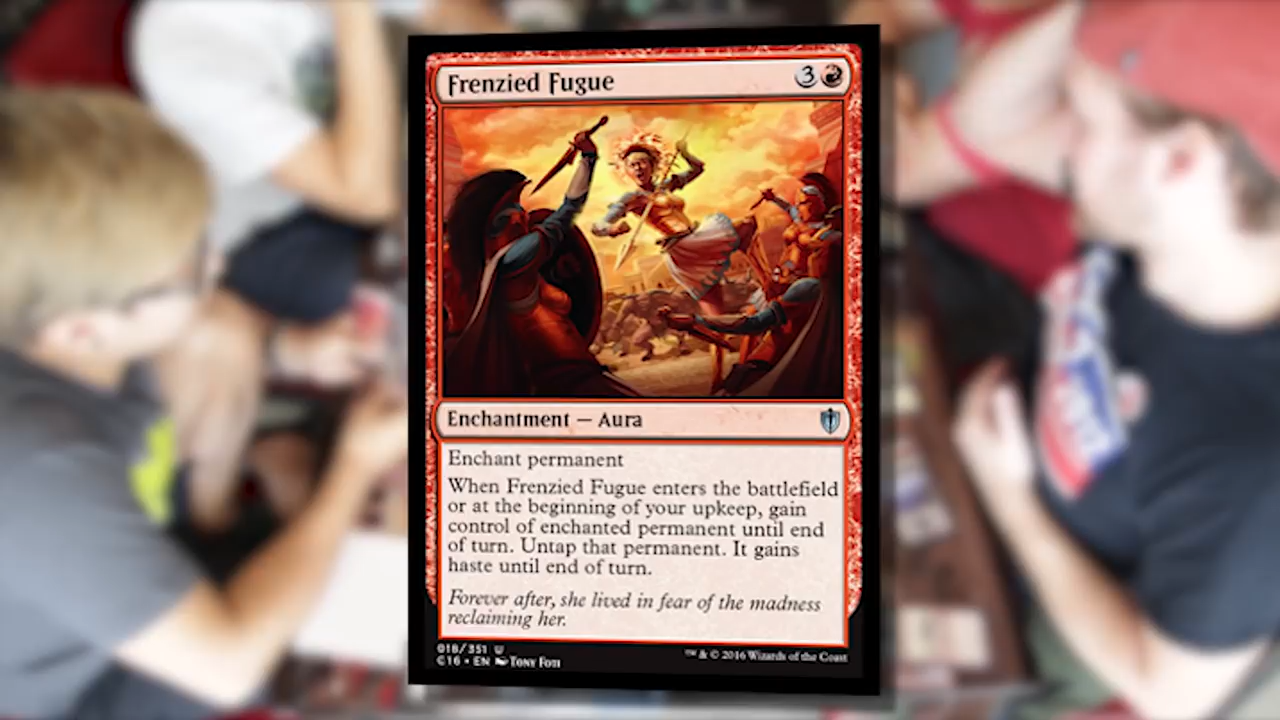 Frenzied Fugue 3
Enchantment — Aura
Enchant permanent
When Frenzied Fugue enters the battlefield
or at the beginning of your upkeep, gain
control of enchanted permanent until end
of turn. Untap that permanent. It gains
haste until end of turn.
Forever after, she lived in fear of the madness
reclaiming her.
018/351 U
C16 • EN Tony Foti
™ & © 2016 Wizards of the Coast